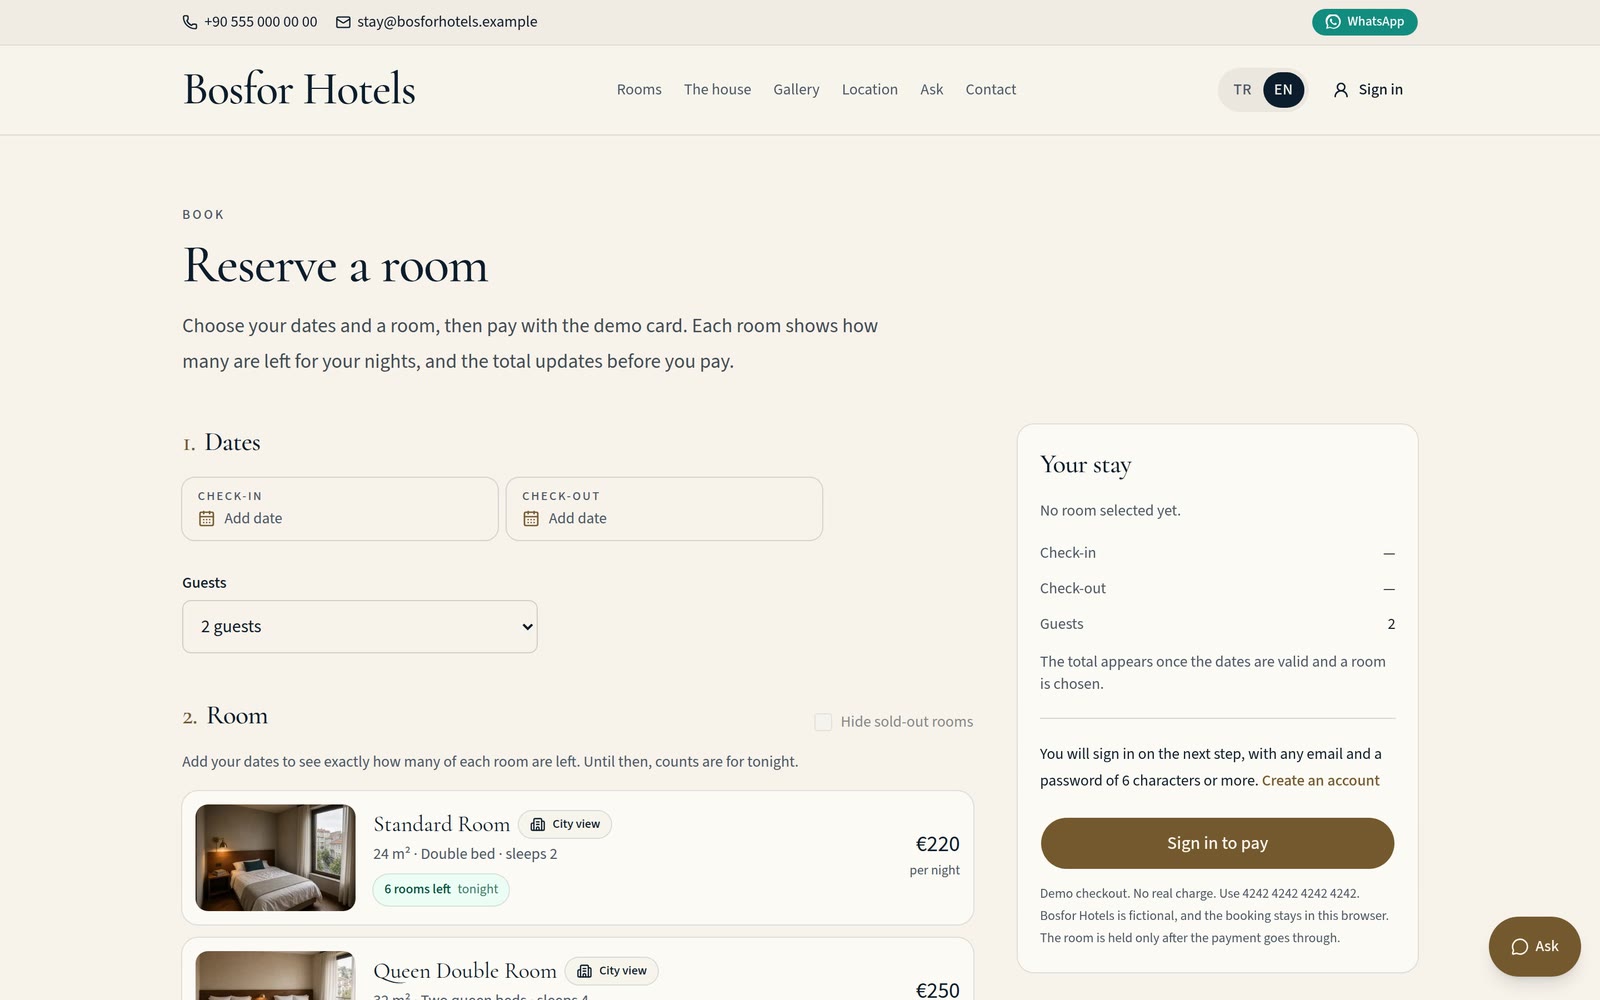 +90 555 000 00 00
stay@bosforhotels.example
WhatsApp
Bosfor Hotels
Rooms
The house
Gallery
Location
Ask
Contact
TR
EN
Sign in
BOOK
Reserve a room
Choose your dates and a room, then pay with the demo card. Each room shows how
many are left for your nights, and the total updates before you pay.
1. Dates
CHECK-IN
Add date
CHECK-OUT
Add date
Guests
2 guests
2. Room
Hide sold-out rooms
Add your dates to see exactly how many of each room are left. Until then, counts are for tonight.
Standard Room
City view
24 m² · Double bed · sleeps 2
6 rooms left tonight
€220
per night
Queen Double Room
City view
32 m² · Two queen beds · sleeps 4
€250
Your stay
No room selected yet.
Check-in —
Check-out —
Guests 2
The total appears once the dates are valid and a room
is chosen.
You will sign in on the next step, with any email and a
password of 6 characters or more. Create an account
Sign in to pay
Demo checkout. No real charge. Use 4242 4242 4242 4242.
Bosfor Hotels is fictional, and the booking stays in this browser.
The room is held only after the payment goes through.
Ask